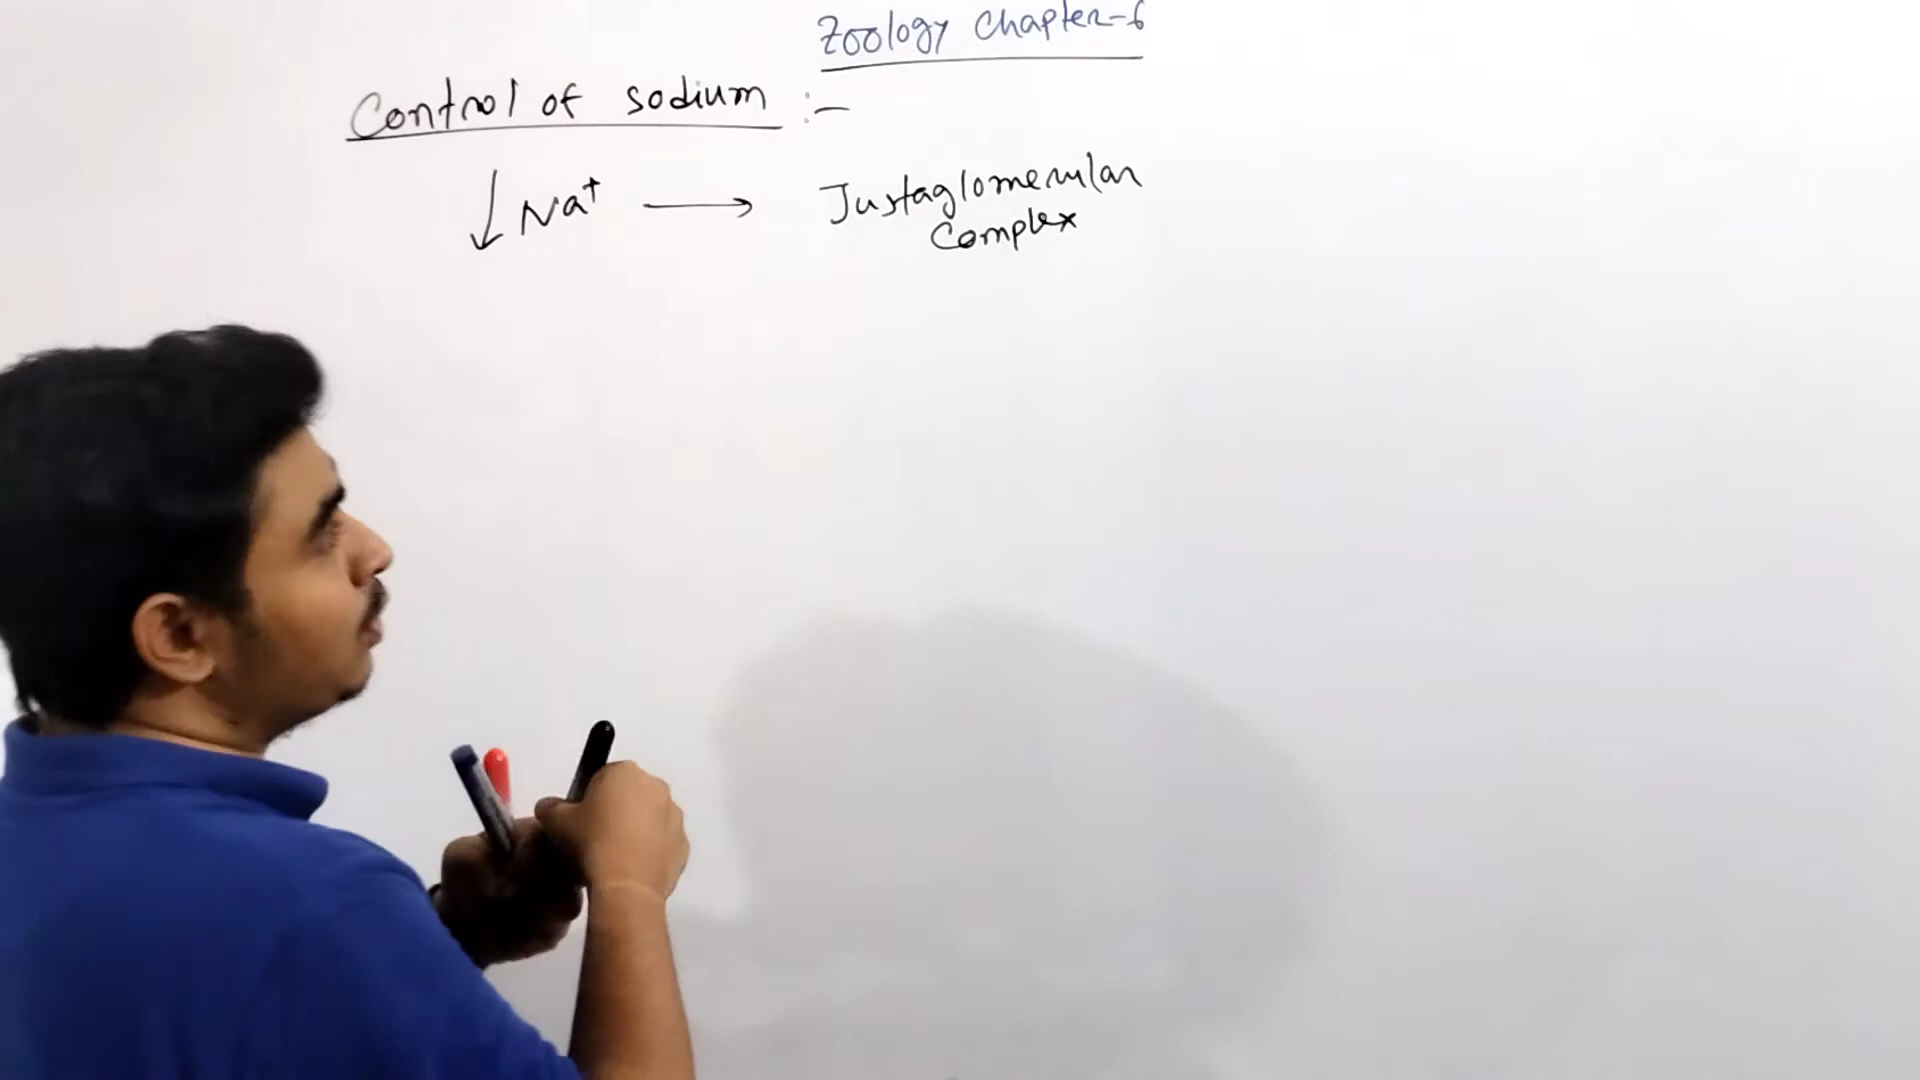 Zoology Chapter-6
Control of sodium :-
↓ Na+ → Justaglomerular
Complex